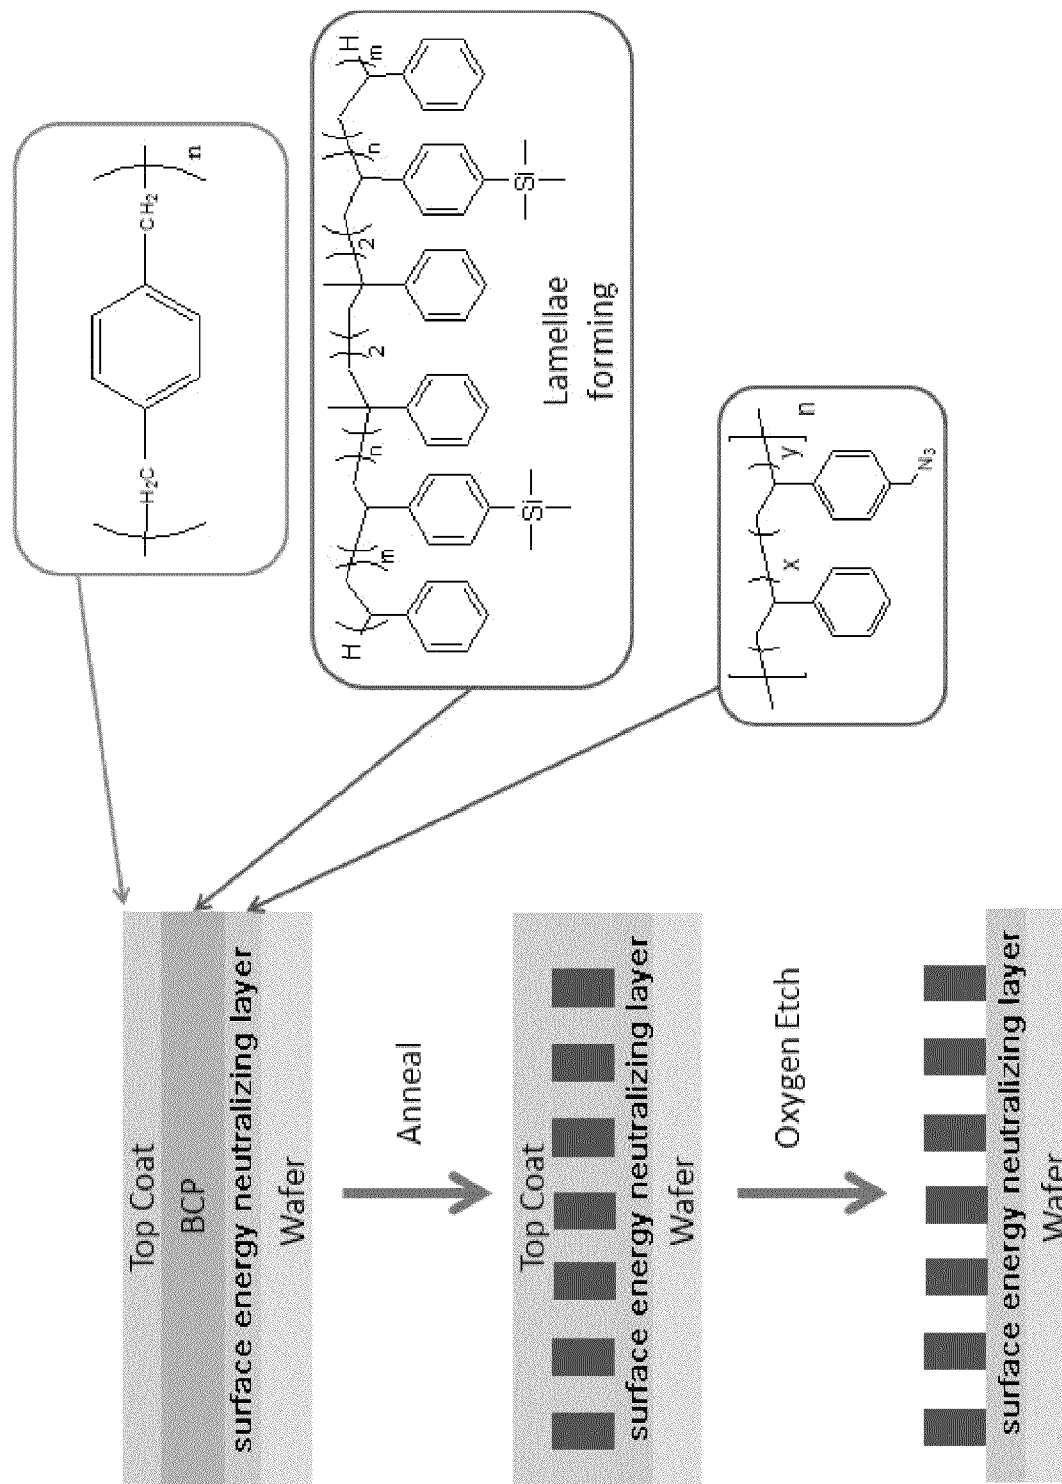 Top Coat
BCP
surface energy neutralizing layer
Wafer
Anneal
Top Coat
surface energy neutralizing layer
Wafer
Oxygen Etch
surface energy neutralizing layer
Wafer
H2C
CH2
n
H
m
n
2
2
n
m
H
Si
Si
Lamellae
forming
x
y
n
N3